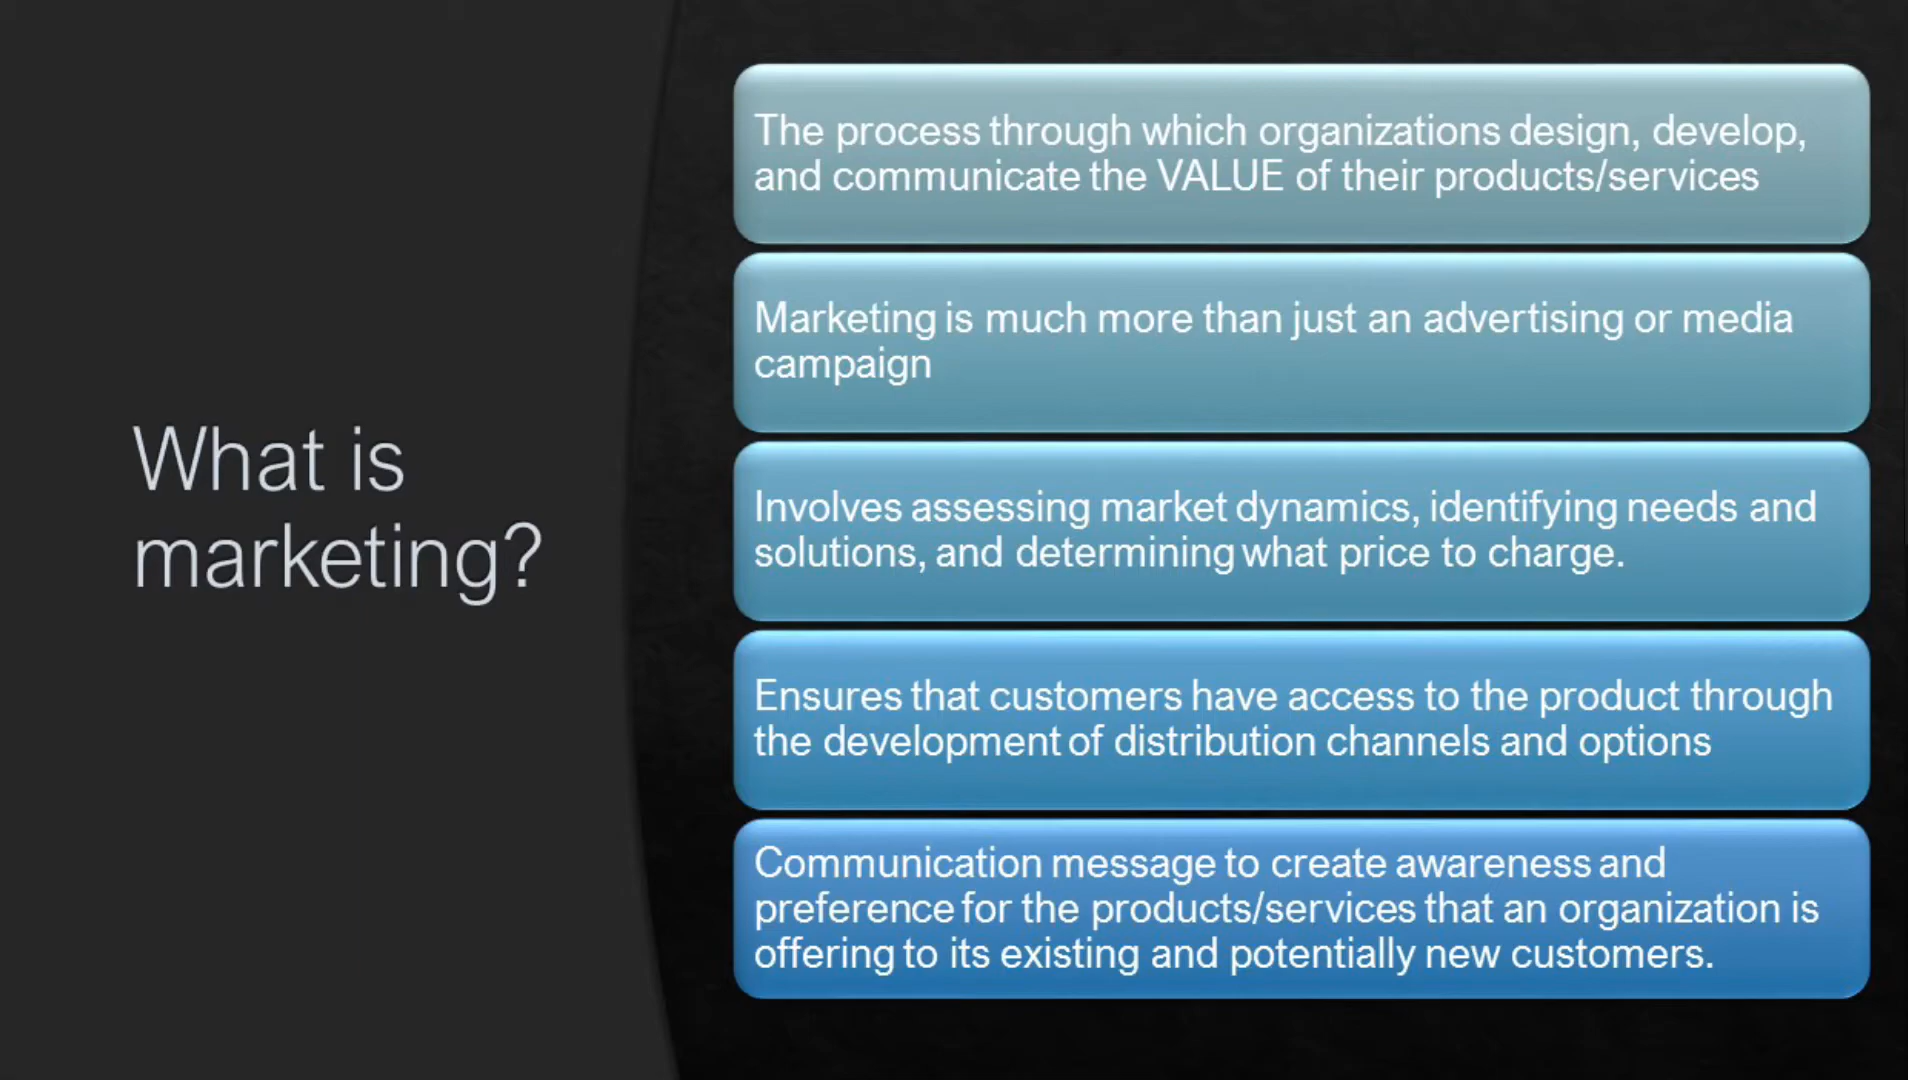 What is
marketing?
The process through which organizations design, develop,
and communicate the VALUE of their products/services
Marketing is much more than just an advertising or media
campaign
Involves assessing market dynamics, identifying needs and
solutions, and determining what price to charge.
Ensures that customers have access to the product through
the development of distribution channels and options
Communication message to create awareness and
preference for the products/services that an organization is
offering to its existing and potentially new customers.